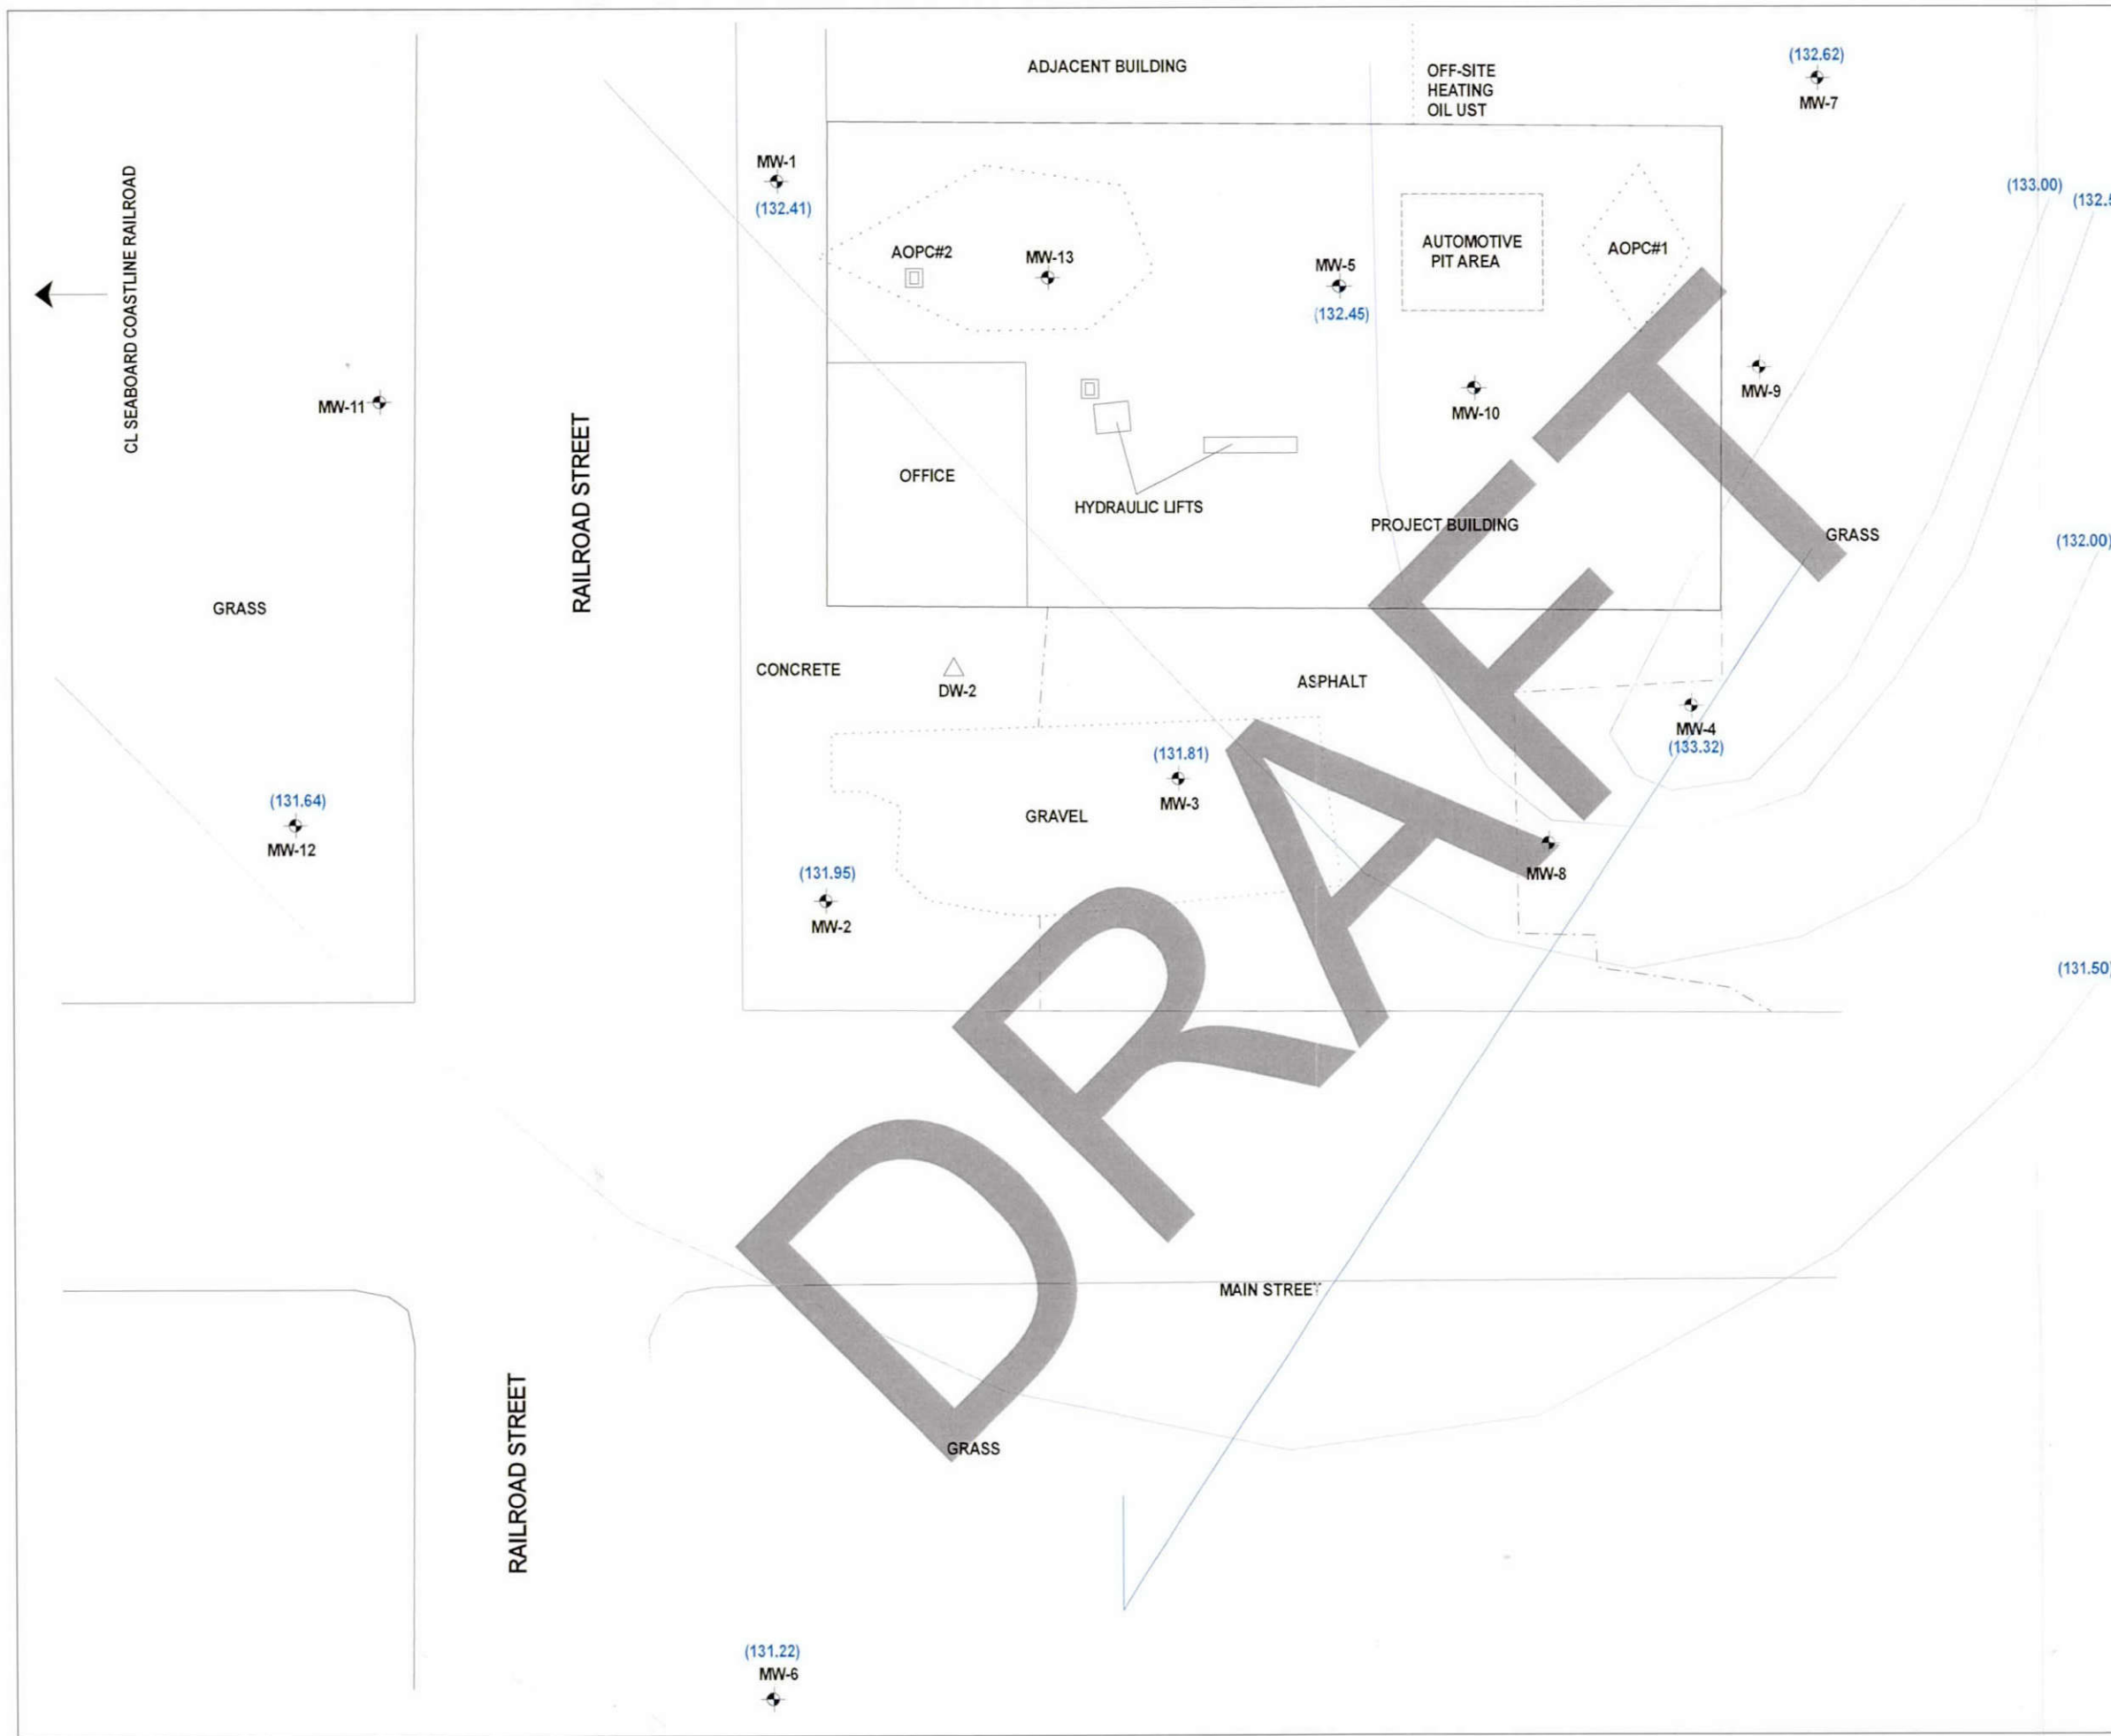 ADJACENT BUILDING
OFF-SITE
HEATING
OIL UST
(132.62)
MW-7
MW-1
(132.41)
CL SEABOARD COASTLINE RAILROAD
(133.00)
AOPC#2
MW-13
MW-5
(132.45)
AUTOMOTIVE
PIT AREA
AOPC#1
MW-9
MW-10
MW-11
RAILROAD STREET
OFFICE
HYDRAULIC LIFTS
PROJECT BUILDING
GRASS
(132.00)
GRASS
CONCRETE
DW-2
ASPHALT
MW-4
(133.32)
(131.81)
MW-3
GRAVEL
(131.64)
MW-12
(131.95)
MW-2
MW-8
(131.50)
DRAFT
MAIN STREET
GRASS
RAILROAD STREET
(131.22)
MW-6